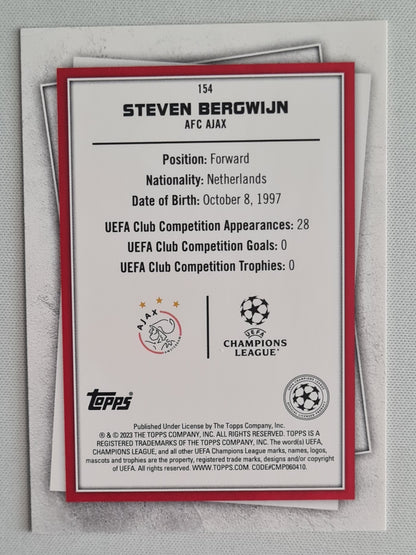 154
STEVEN BERGWIJN
AFC AJAX
Position: Forward
Nationality: Netherlands
Date of Birth: October 8, 1997
UEFA Club Competition Appearances: 28
UEFA Club Competition Goals: 0
UEFA Club Competition Trophies: 0
AJAX
AMSTERDAM
UEFA
CHAMPIONS
LEAGUE
Topps
Published Under License by The Topps Company, Inc.
® & © 2023 THE TOPPS COMPANY, INC. ALL RIGHTS RESERVED. TOPPS IS A
REGISTERED TRADEMARK OF THE TOPPS COMPANY, INC. The word(s) UEFA,
CHAMPIONS LEAGUE, and all other UEFA Champions League marks, names, logos,
mascots and trophies are the property, registered trade marks, designs and/or copyright
of UEFA. All rights reserved. WWW.TOPPS.COM. CODE#CMP060410.